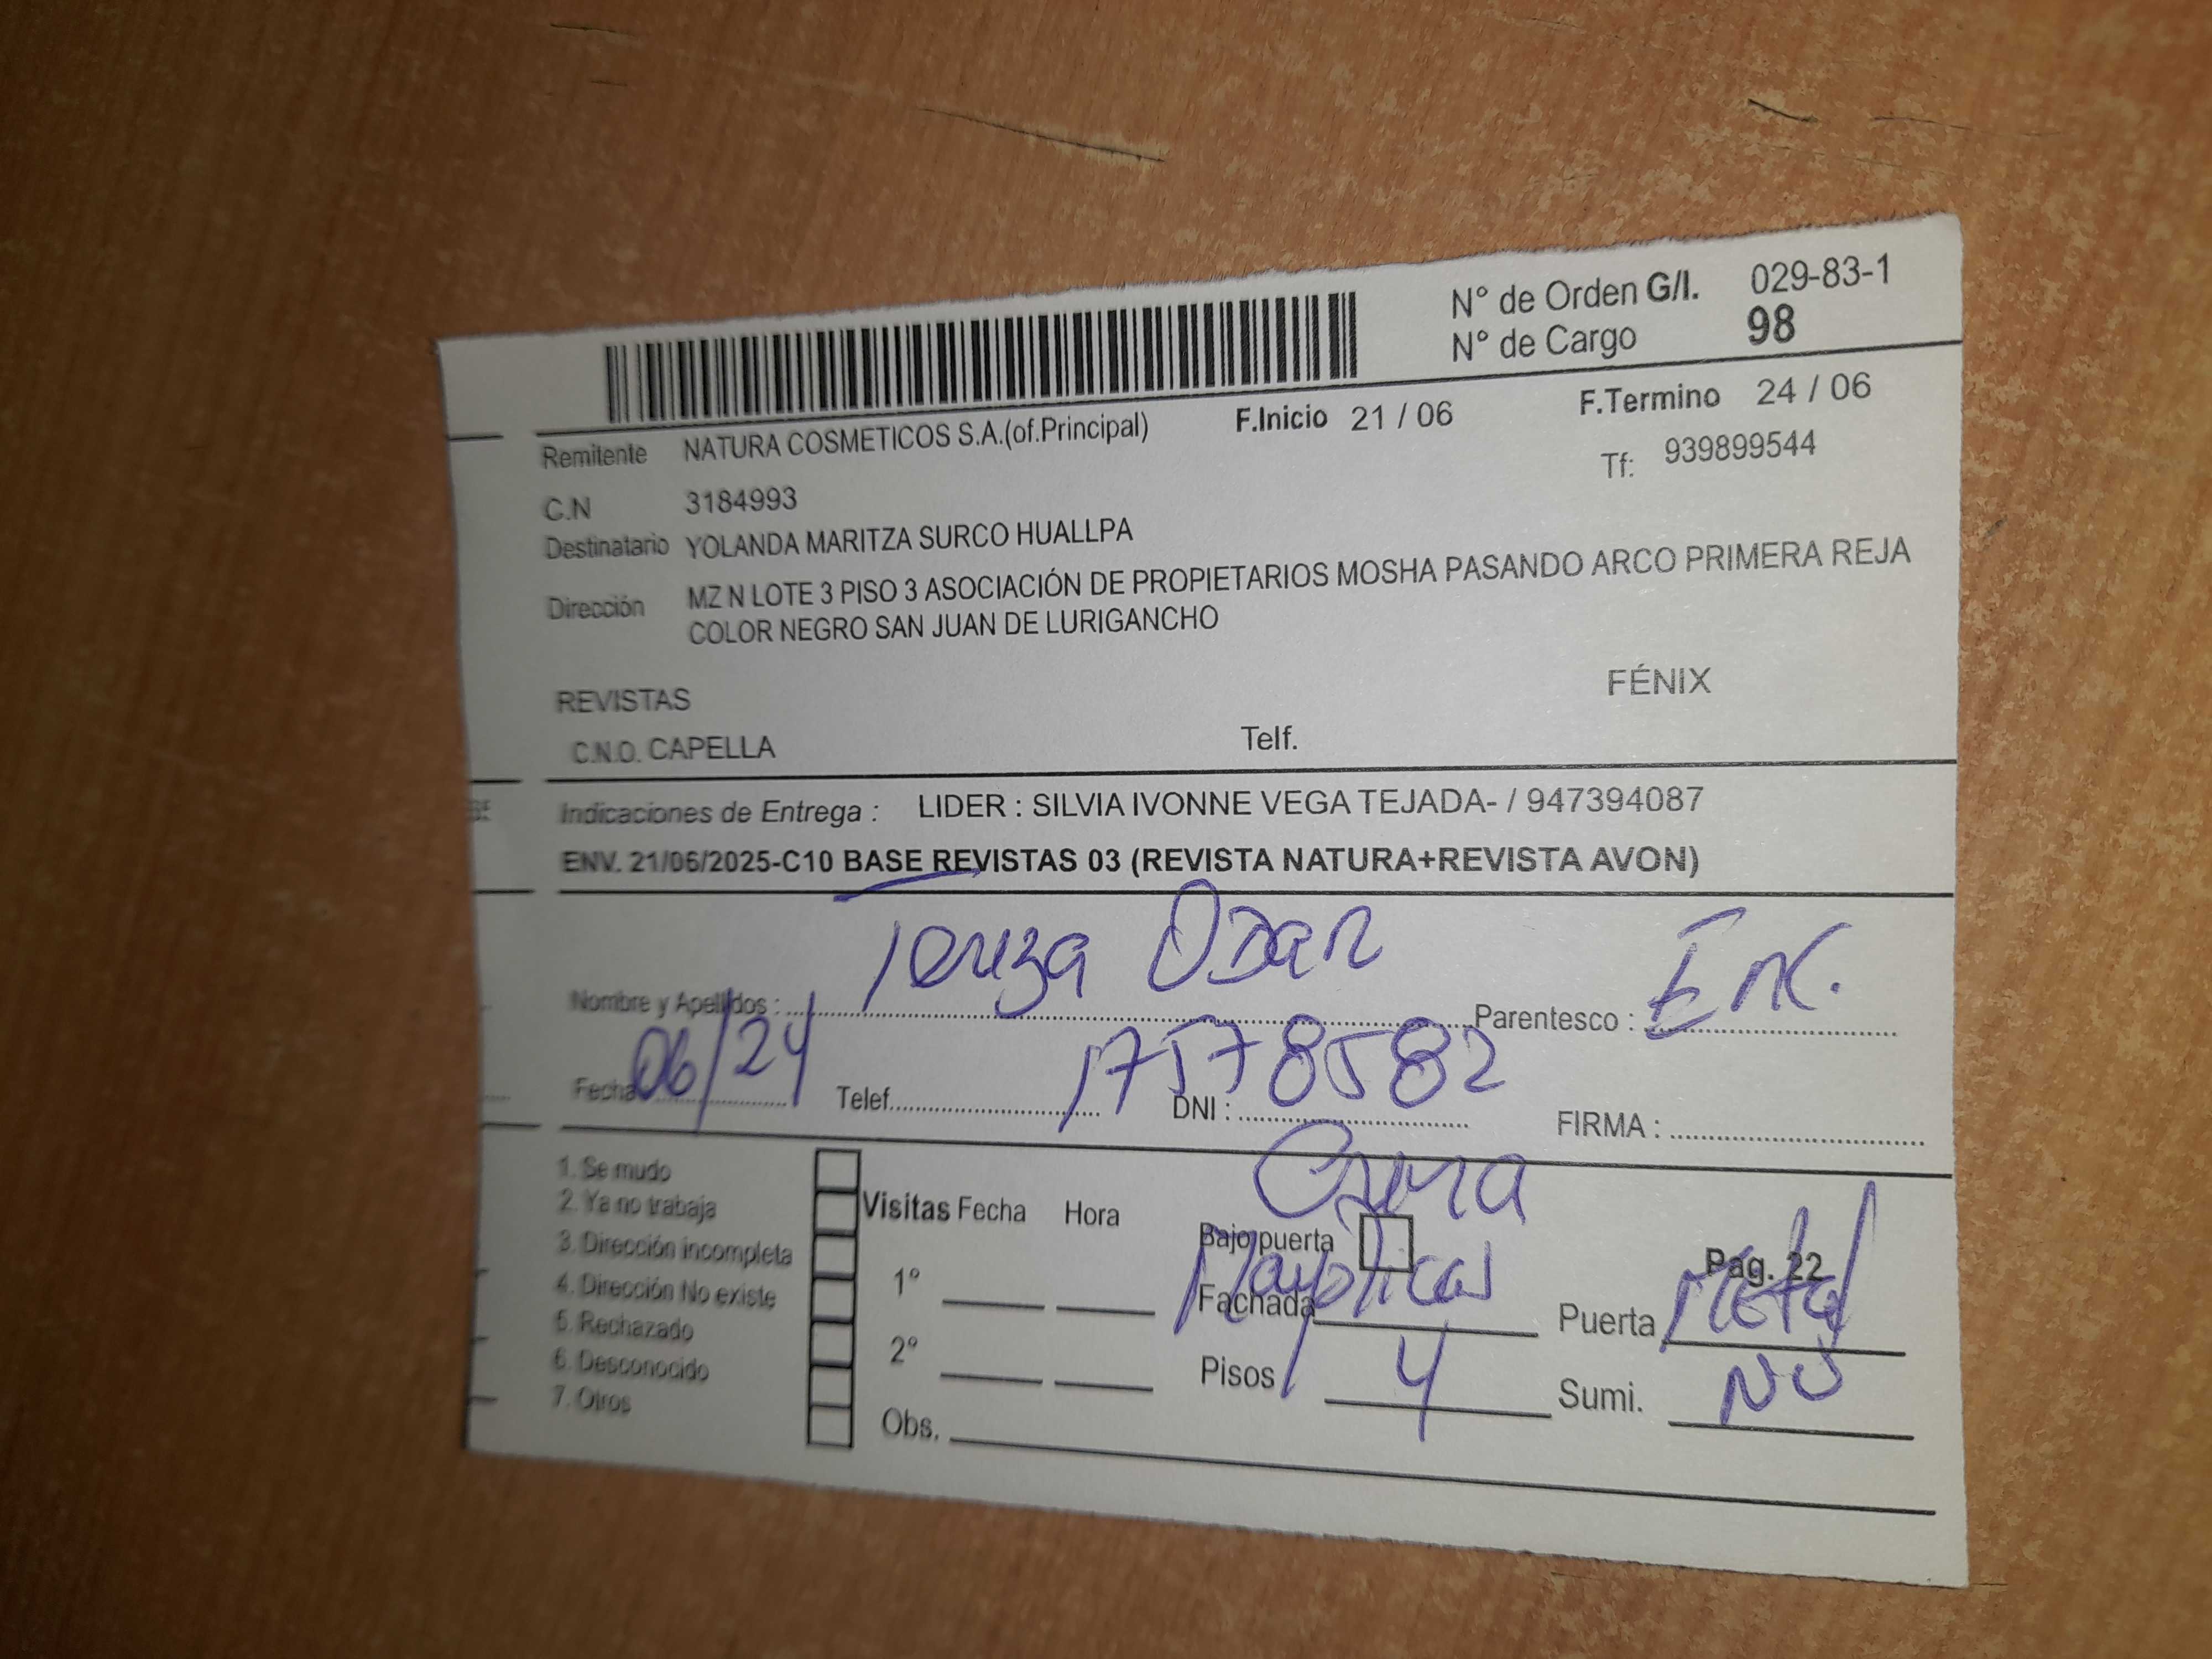 N° de Orden G/I. 029-83-1
N° de Cargo 98
F.Inicio 21 / 06 F.Termino 24 / 06
Remitente NATURA COSMETICOS S.A.(of.Principal)
Tf: 939899544
C.N 3184993
Destinatario YOLANDA MARITZA SURCO HUALLPA
Dirección MZ N LOTE 3 PISO 3 ASOCIACIÓN DE PROPIETARIOS MOSHA PASANDO ARCO PRIMERA REJA
COLOR NEGRO SAN JUAN DE LURIGANCHO
REVISTAS FÉNIX
C.N.O. CAPELLA Telf.
Indicaciones de Entrega : LIDER : SILVIA IVONNE VEGA TEJADA- / 947394087
ENV. 21/06/2025-C10 BASE REVISTAS 03 (REVISTA NATURA+REVISTA AVON)
Nombre y Apellidos : Tereza Odar Parentesco : Enc.
Fecha 06/24 Telef. DNI : 17578582 FIRMA :
1. Se mudo
2. Ya no trabaja
3. Dirección incompleta
4. Dirección No existe
5. Rechazado
6. Desconocido
7. Otros
Visitas Fecha Hora
1°
2°
Obs.
Bajo puerta Pag. 22
Fachada Mayolicas Puerta Metal
Pisos 4 Sumi. NO